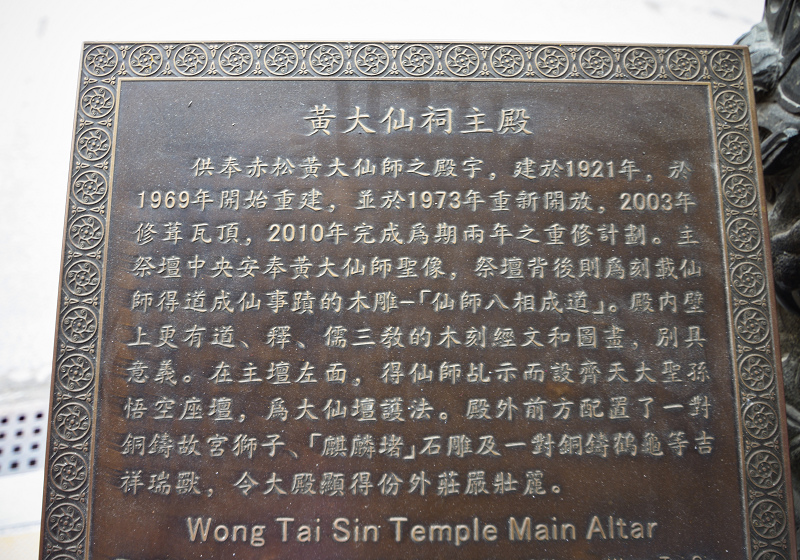 黃大仙祠主殿
供奉赤松黃大仙師之殿宇，建於1921年，於
1969年開始重建，並於1973年重新開放，2003年
修葺瓦頂，2010年完成為期兩年之重修計劃。主
祭壇中央安奉黃大仙師聖像，祭壇背後則為刻載仙
師得道成仙事蹟的木雕–「仙師八相成道」。殿內壁
上更有道、釋、儒三教的木刻經文和圖畫，別具
意義。在主壇左面，得仙師乩示而設齊天大聖孫
悟空座壇，為大仙壇護法。殿外前方配置了一對
銅鑄故宮獅子、「麒麟堵」石雕及一對銅鑄鶴龜等吉
祥瑞獸，令大殿顯得份外莊嚴壯麗。
Wong Tai Sin Temple Main Altar